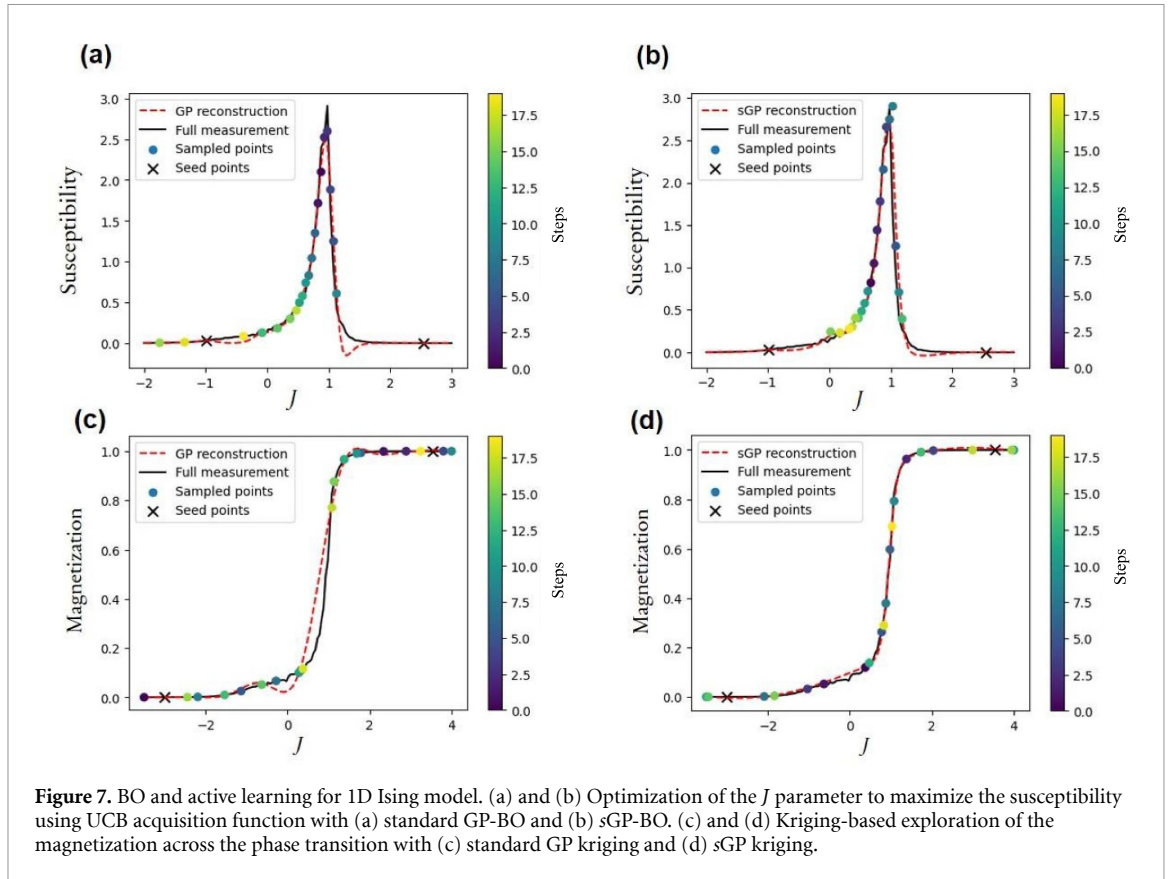 (a)
3.0
2.5
2.0
1.5
1.0
0.5
0.0
Susceptibility
GP reconstruction
Full measurement
Sampled points
Seed points
−2 −1 0 1 2 3
J
17.5
15.0
12.5
10.0
7.5
5.0
2.5
0.0
Steps
(b)
3.0
2.5
2.0
1.5
1.0
0.5
0.0
Susceptibility
sGP reconstruction
Full measurement
Sampled points
Seed points
−2 −1 0 1 2 3
J
17.5
15.0
12.5
10.0
7.5
5.0
2.5
0.0
Steps
(c)
1.0
0.8
0.6
0.4
0.2
0.0
Magnetization
GP reconstruction
Full measurement
Sampled points
Seed points
−2 0 2 4
J
17.5
15.0
12.5
10.0
7.5
5.0
2.5
0.0
Steps
(d)
1.0
0.8
0.6
0.4
0.2
0.0
Magnetization
sGP reconstruction
Full measurement
Sampled points
Seed points
−2 0 2 4
J
17.5
15.0
12.5
10.0
7.5
5.0
2.5
0.0
Steps
Figure 7. BO and active learning for 1D Ising model. (a) and (b) Optimization of the J parameter to maximize the susceptibility
using UCB acquisition function with (a) standard GP-BO and (b) sGP-BO. (c) and (d) Kriging-based exploration of the
magnetization across the phase transition with (c) standard GP kriging and (d) sGP kriging.